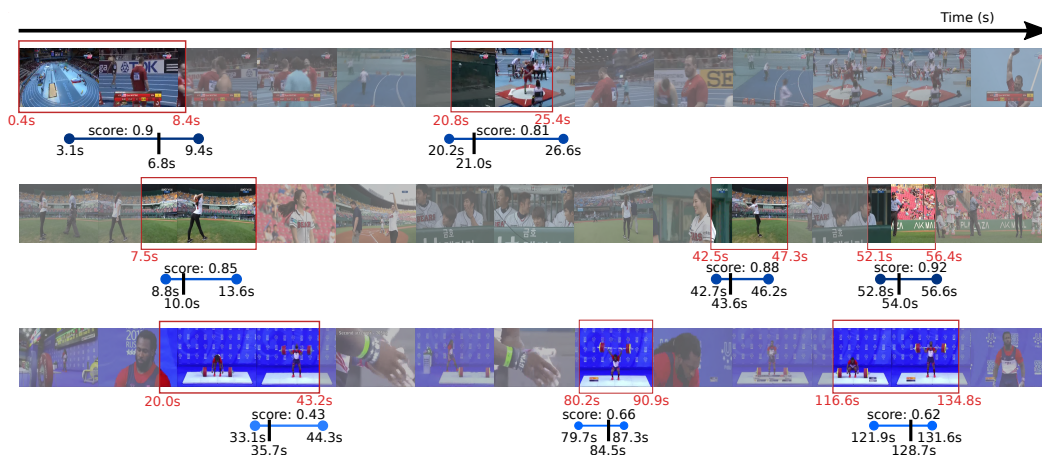 Time (s)
0.4s 8.4s 20.8s 25.4s
score: 0.9 score: 0.81
3.1s 9.4s 20.2s 26.6s
6.8s 21.0s
7.5s 42.5s 47.3s 52.1s 56.4s
score: 0.85 score: 0.88 score: 0.92
8.8s 13.6s 42.7s 46.2s 52.8s 56.6s
10.0s 43.6s 54.0s
20.0s 43.2s 80.2s 90.9s 116.6s 134.8s
score: 0.43 score: 0.66 score: 0.62
33.1s 44.3s 79.7s 87.3s 121.9s 131.6s
35.7s 84.5s 128.7s